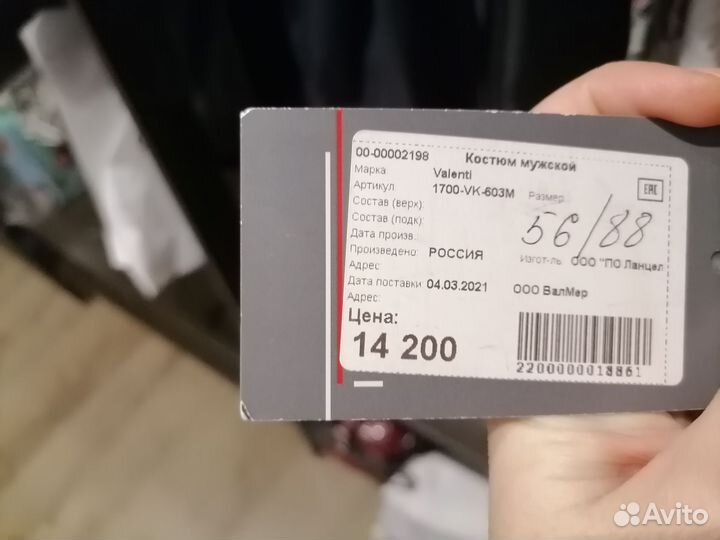 00-00002198 Костюм мужской
Марка: Valenti
Артикул 1700-VK-603M Размер
EAC
Состав (верх):
Состав (подк):
56/88
Дата произв.:
Произведено: РОССИЯ Изгот-ль: ООО "ПО Ланцел
Адрес:
Дата поставки 04.03.2021 ООО ВалМер
Адрес:
Цена:
14 200
2200000018861
Avito